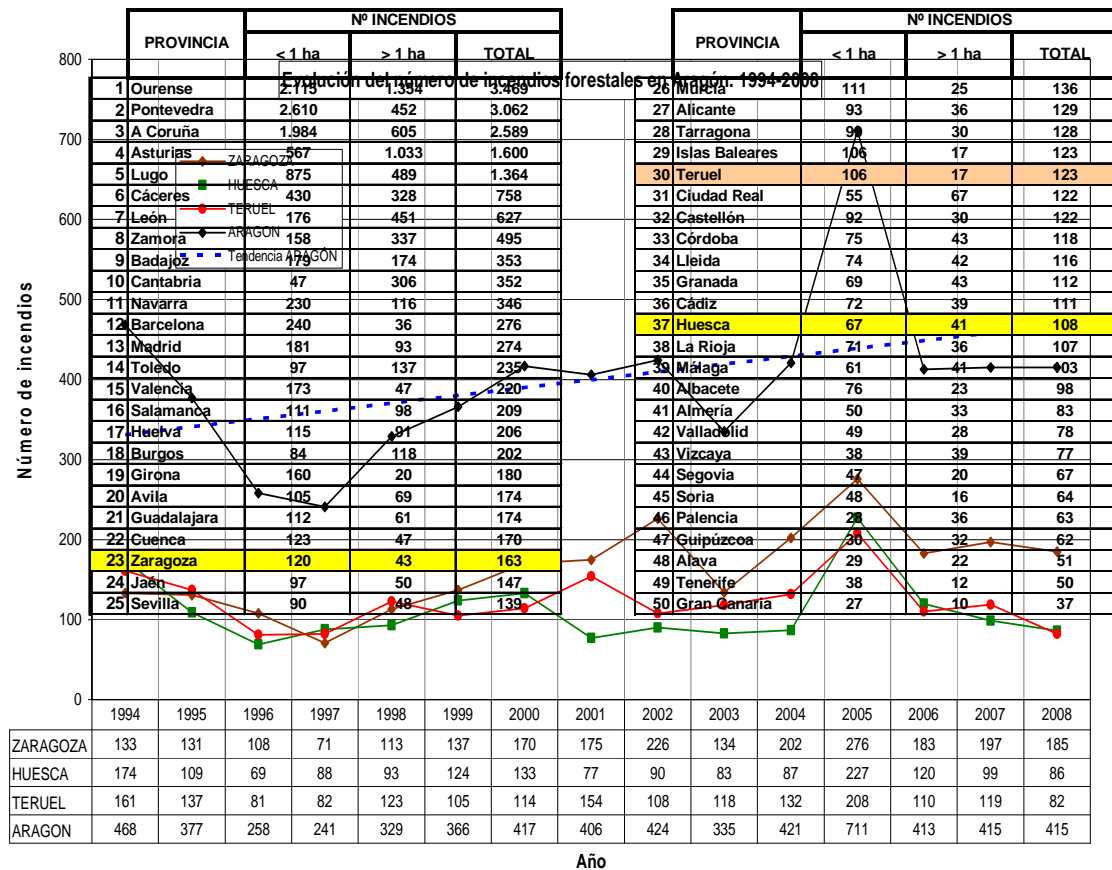 Nº INCENDIOS
PROVINCIA < 1 ha > 1 ha TOTAL
1 Ourense 2.115 1.354 3.469
2 Pontevedra 2.610 452 3.062
3 A Coruña 1.984 605 2.589
4 Asturias 567 1.033 1.600
5 Lugo 875 489 1.364
6 Cáceres 430 328 758
7 León 176 451 627
8 Zamora 158 337 495
9 Badajoz 179 174 353
10 Cantabria 47 306 352
11 Navarra 230 116 346
12 Barcelona 240 36 276
13 Madrid 181 93 274
14 Toledo 97 137 235
15 Valencia 173 47 220
16 Salamanca 111 98 209
17 Huelva 115 91 206
18 Burgos 84 118 202
19 Girona 160 20 180
20 Avila 105 69 174
21 Guadalajara 112 61 174
22 Cuenca 123 47 170
23 Zaragoza 120 43 163
24 Jaén 97 50 147
25 Sevilla 90 48 139
Nº INCENDIOS
PROVINCIA < 1 ha > 1 ha TOTAL
26 Murcia 111 25 136
27 Alicante 93 36 129
28 Tarragona 30 128
29 Islas Baleares 106 17 123
30 Teruel 106 17 123
31 Ciudad Real 55 67 122
32 Castellón 92 30 122
33 Córdoba 75 43 118
34 Lleida 74 42 116
35 Granada 69 43 112
36 Cádiz 72 39 111
37 Huesca 67 41 108
38 La Rioja 71 36 107
39 Málaga 61 41 103
40 Albacete 76 23 98
41 Almería 50 33 83
42 Valladolid 49 28 78
43 Vizcaya 38 39 77
44 Segovia 47 20 67
45 Soria 48 16 64
46 Palencia 28 36 63
47 Guipúzcoa 30 32 62
48 Alava 29 22 51
49 Tenerife 38 12 50
50 Gran Canaria 27 10 37
Evolución del número de incendios forestales en Aragón. 1994-2008
ZARAGOZA
HUESCA
TERUEL
ARAGON
Tendencia ARAGÓN
Número de incendios
800
700
600
500
400
300
200
100
0
1994 1995 1996 1997 1998 1999 2000 2001 2002 2003 2004 2005 2006 2007 2008
ZARAGOZA 133 131 108 71 113 137 170 175 226 134 202 276 183 197 185
HUESCA 174 109 69 88 93 124 133 77 90 83 87 227 120 99 86
TERUEL 161 137 81 82 123 105 114 154 108 118 132 208 110 119 82
ARAGON 468 377 258 241 329 366 417 406 424 335 421 711 413 415 415
Año